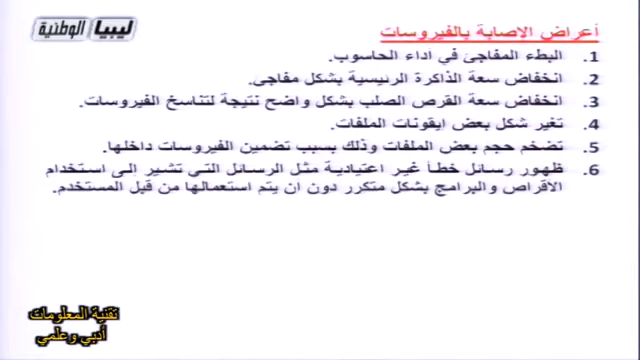 ليبيا الوطنية
أعراض الاصابة بالفيروسات
1. البطء المفاجئ في اداء الحاسوب.
2. انخفاض سعة الذاكرة الرئيسية بشكل مفاجئ.
3. انخفاض سعة القرص الصلب بشكل واضح نتيجة لتناسخ الفيروسات.
4. تغير شكل بعض ايقونات الملفات.
5. تضخم حجم بعض الملفات وذلك بسبب تضمين الفيروسات داخلها.
6. ظهور رسائل خطأ غير اعتيادية مثل الرسائل التي تشير إلى استخدام
الاقراص والبرامج بشكل متكرر دون ان يتم استعمالها من قبل المستخدم.
تقنية المعلومات
أدبي وعلمي